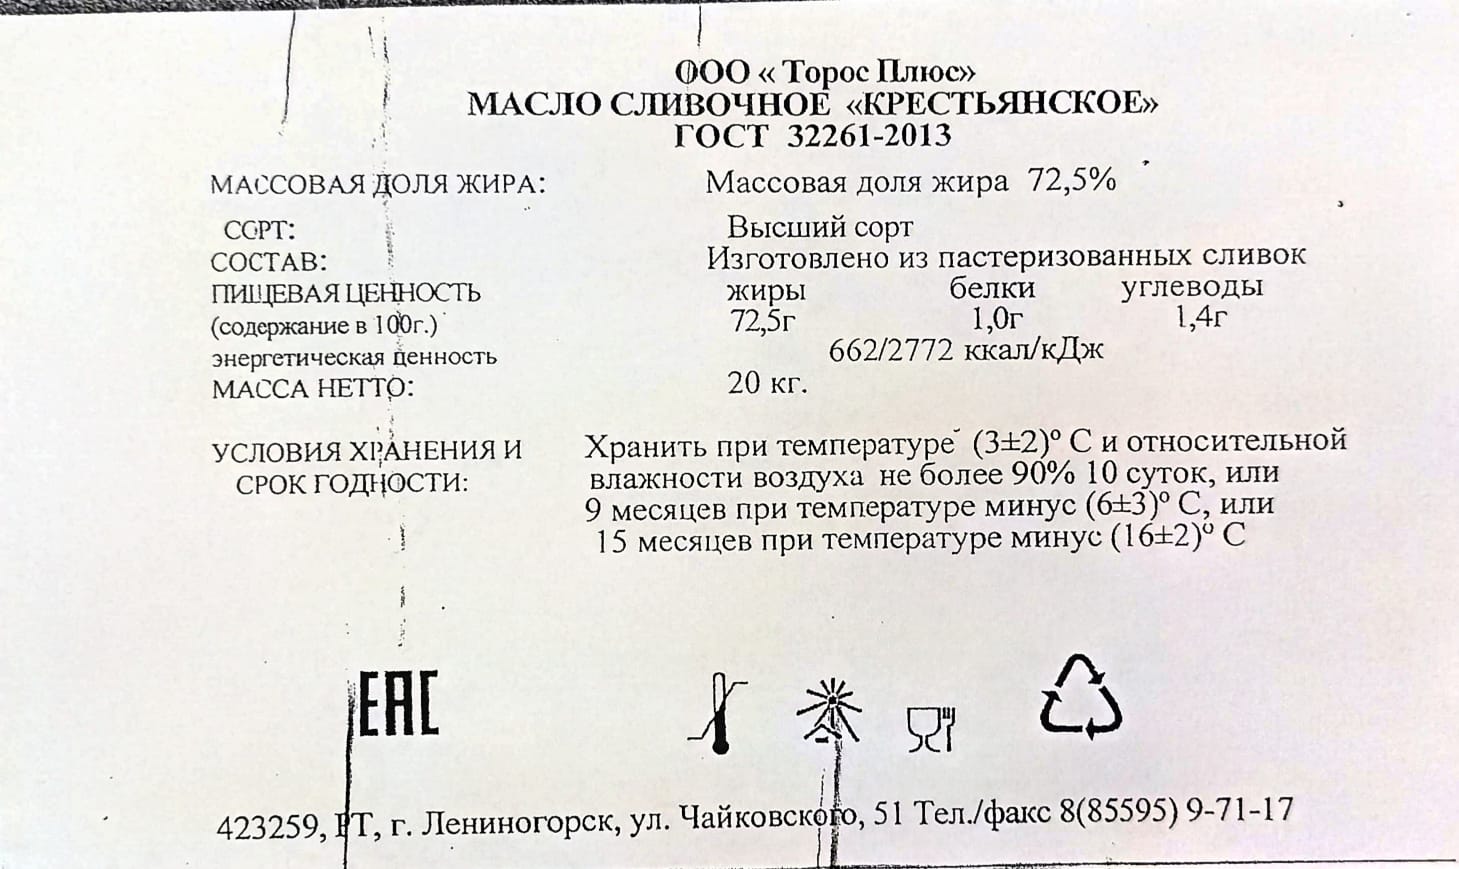 ООО « Торос Плюс»
МАСЛО СЛИВОЧНОЕ «КРЕСТЬЯНСКОЕ»
ГОСТ 32261-2013
МАССОВАЯ ДОЛЯ ЖИРА: Массовая доля жира 72,5%
СОРТ: Высший сорт
СОСТАВ: Изготовлено из пастеризованных сливок
ПИЩЕВАЯ ЦЕННОСТЬ жиры белки углеводы
(содержание в 100г.) 72,5г 1,0г 1,4г
энергетическая ценность 662/2772 ккал/кДж
МАССА НЕТТО: 20 кг.
УСЛОВИЯ ХРАНЕНИЯ И Хранить при температуре (3±2)º С и относительной
СРОК ГОДНОСТИ: влажности воздуха не более 90% 10 суток, или
9 месяцев при температуре минус (6±3)º С, или
15 месяцев при температуре минус (16±2)º С
ЕАС
423259, РТ, г. Лениногорск, ул. Чайковского, 51 Тел./факс 8(85595) 9-71-17